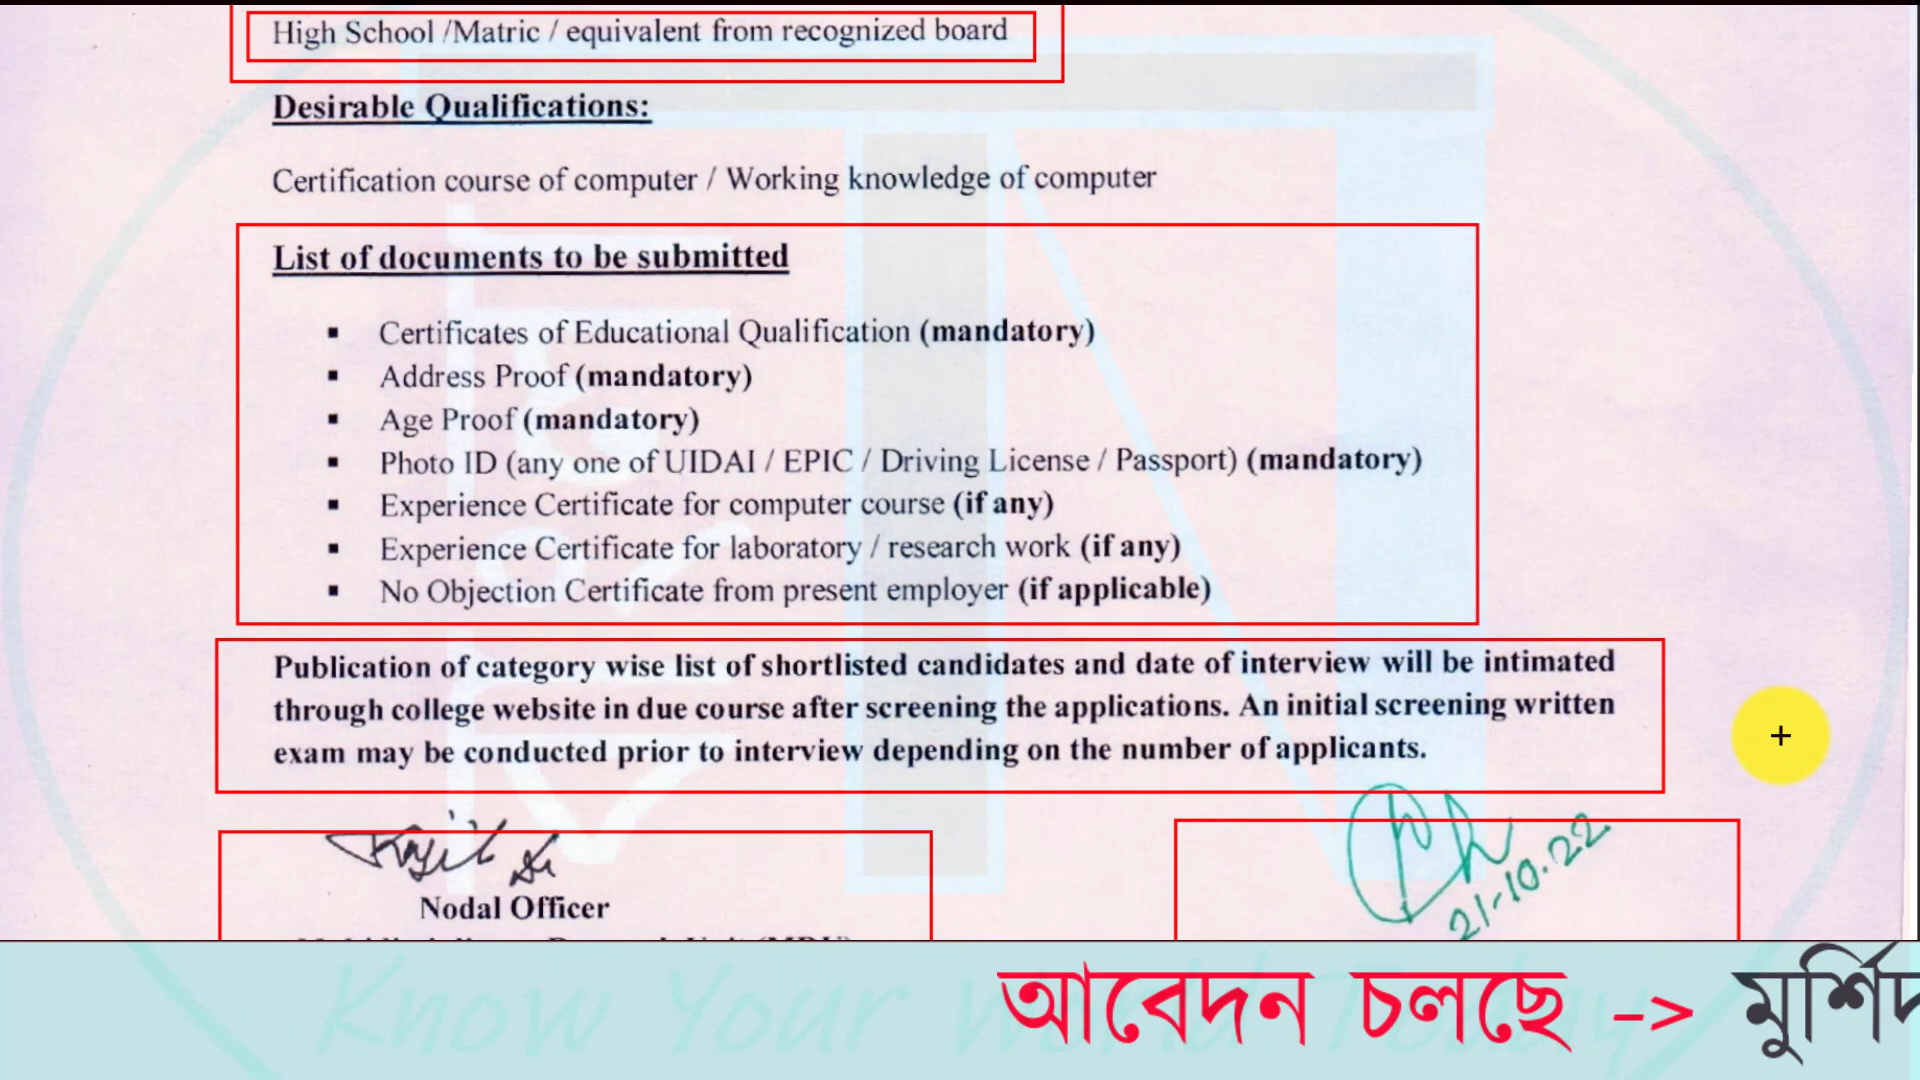 High School /Matric / equivalent from recognized board
Desirable Qualifications:
Certification course of computer / Working knowledge of computer
List of documents to be submitted
▪ Certificates of Educational Qualification (mandatory)
▪ Address Proof (mandatory)
▪ Age Proof (mandatory)
▪ Photo ID (any one of UIDAI / EPIC / Driving License / Passport) (mandatory)
▪ Experience Certificate for computer course (if any)
▪ Experience Certificate for laboratory / research work (if any)
▪ No Objection Certificate from present employer (if applicable)
Publication of category wise list of shortlisted candidates and date of interview will be intimated
through college website in due course after screening the applications. An initial screening written
exam may be conducted prior to interview depending on the number of applicants.
21-10.22
Nodal Officer
Know Your World Today
আবেদন চলছে -> মুর্শিদ